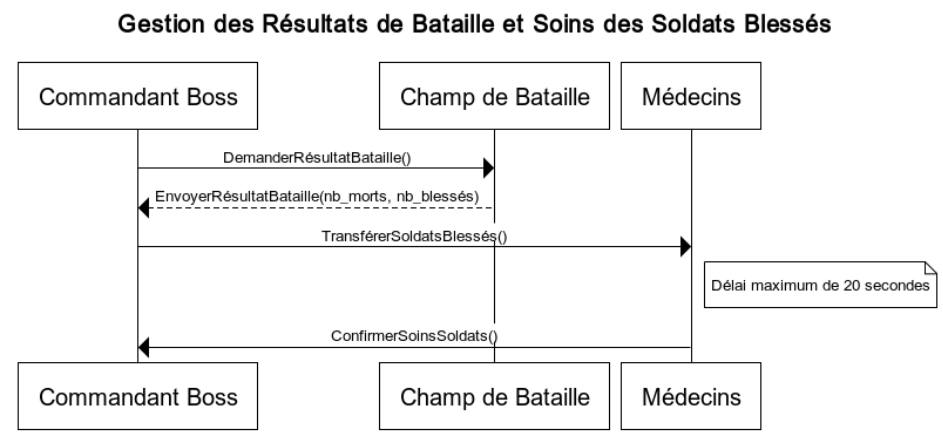 Gestion des Résultats de Bataille et Soins des Soldats Blessés
Commandant Boss
Champ de Bataille
Médecins
DemanderRésultatBataille()
EnvoyerRésultatBataille(nb_morts, nb_blessés)
TransférerSoldatsBlessés()
Délai maximum de 20 secondes
ConfirmerSoinsSoldats()
Commandant Boss
Champ de Bataille
Médecins